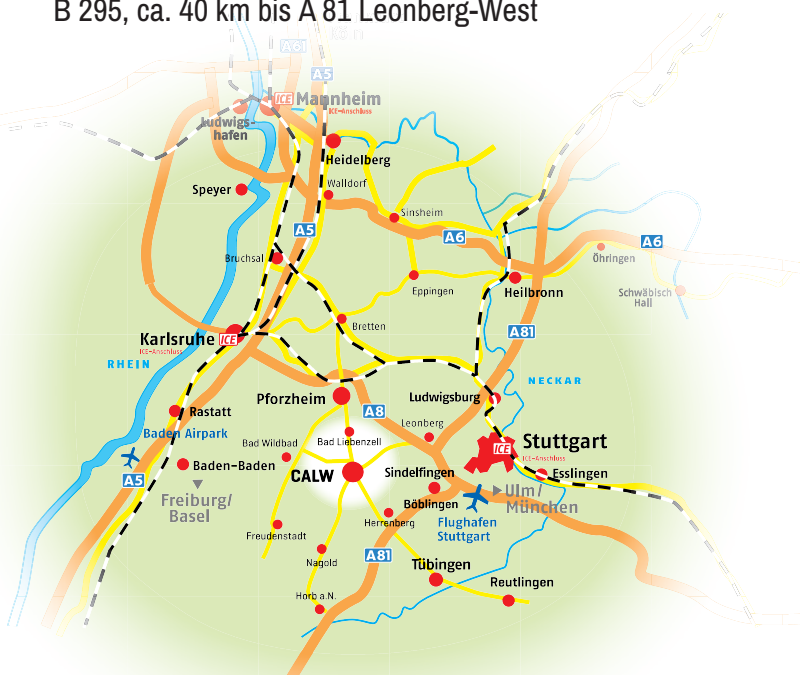 B 295, ca. 40 km bis A 81 Leonberg-West
A61
A5
ICE Mannheim
ICE-Anschluss
Ludwigs-
hafen
Heidelberg
Speyer
Walldorf
Sinsheim
A5
A6
A6
Öhringen
Bruchsal
Eppingen
Heilbronn
Schwäbisch
Hall
Bretten
A81
Karlsruhe ICE
ICE-Anschluss
RHEIN
NECKAR
Pforzheim
Ludwigsburg
A8
Rastatt
Leonberg
Baden Airpark
Bad Wildbad
Bad Liebenzell
Stuttgart
ICE
ICE-Anschluss
A5
Baden-Baden
CALW
Sindelfingen
Esslingen
Freiburg/
Basel
Böblingen
Ulm/
München
Herrenberg
Flughafen
Stuttgart
Freudenstadt
A81
Nagold
Tübingen
Reutlingen
Horb a.N.